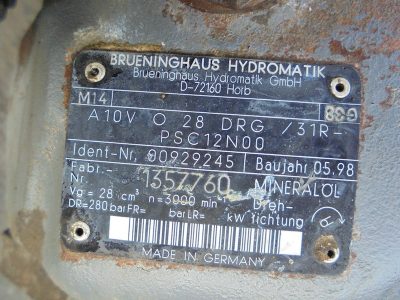 BRUENINGHAUS HYDROMATIK
Brueninghaus Hydromatik GmbH
D-72160 Horb
M14
A10V O 28 DRG /31R-
PSC12N00
Ident-Nr. 00929245 Baujahr 05.98
Fabr.-
Nr. 1357760 MINERALÖL
Vg = 28 cm³ n = 3000 min⁻¹ Dreh-
DR=280 bar FR= bar LR= kW richtung
MADE IN GERMANY